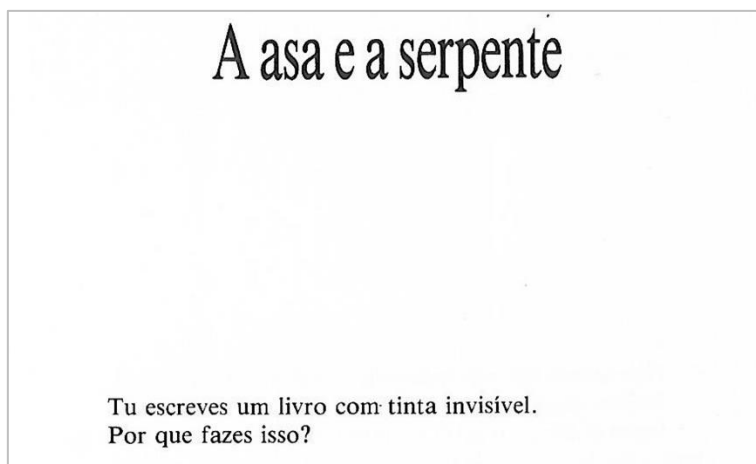 A asa e a serpente
Tu escreves um livro com tinta invisível.
Por que fazes isso?